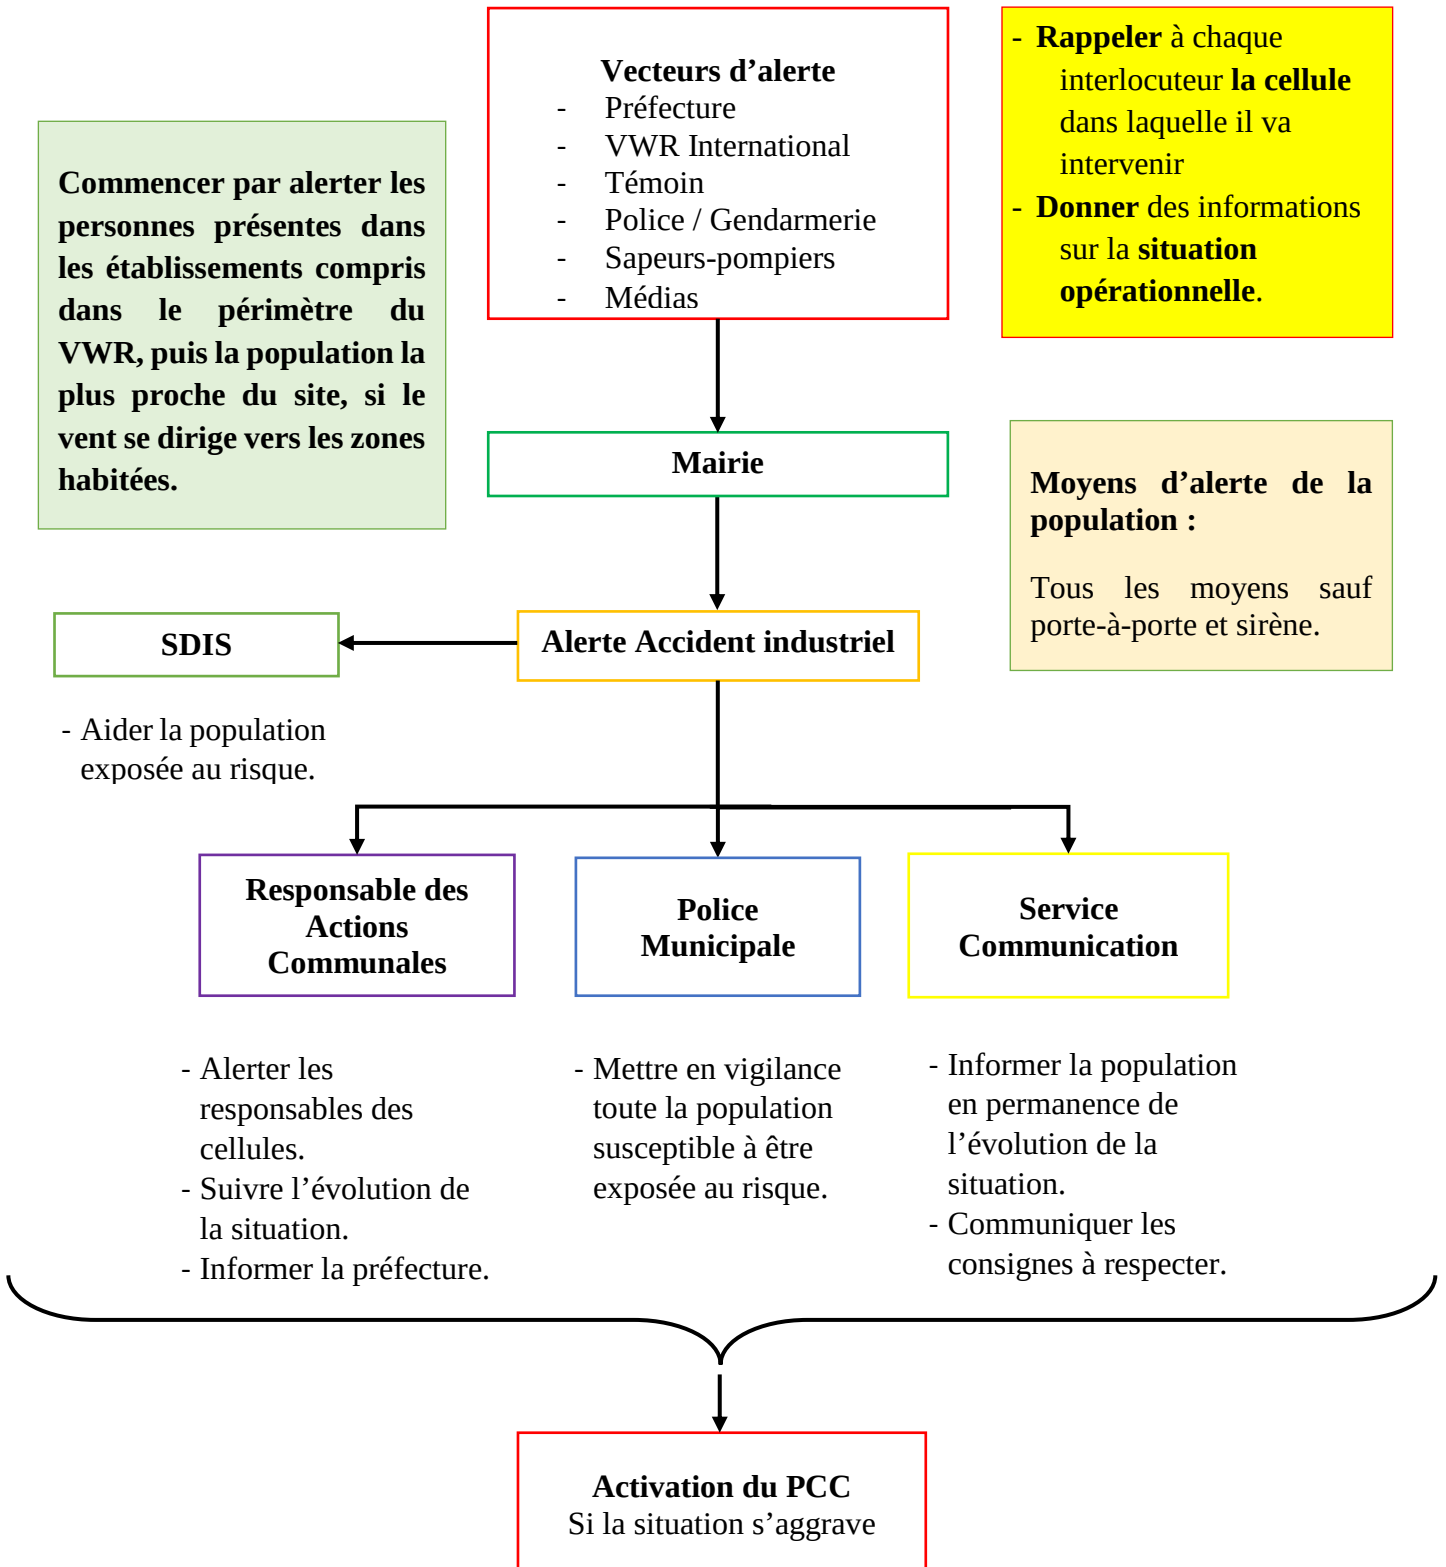 Vecteurs d’alerte
- Préfecture
- VWR International
- Témoin
- Police / Gendarmerie
- Sapeurs-pompiers
- Médias
- Rappeler à chaque
interlocuteur la cellule
dans laquelle il va
intervenir
- Donner des informations
sur la situation
opérationnelle.
Commencer par alerter les
personnes présentes dans
les établissements compris
dans le périmètre du
VWR, puis la population la
plus proche du site, si le
vent se dirige vers les zones
habitées.
Mairie
Moyens d’alerte de la
population :
Tous les moyens sauf
porte-à-porte et sirène.
SDIS
Alerte Accident industriel
- Aider la population
exposée au risque.
Responsable des
Actions
Communales
Police
Municipale
Service
Communication
- Alerter les
responsables des
cellules.
- Suivre l’évolution de
la situation.
- Informer la préfecture.
- Mettre en vigilance
toute la population
susceptible à être
exposée au risque.
- Informer la population
en permanence de
l’évolution de la
situation.
- Communiquer les
consignes à respecter.
Activation du PCC
Si la situation s’aggrave